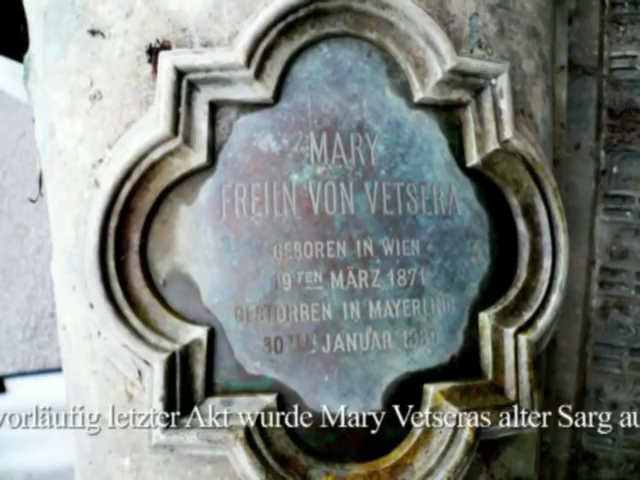 MARY
FREIIN VON VETSERA
GEBOREN IN WIEN
19TEN MÄRZ 1871
GESTORBEN IN MAYERLING
30TEN JANUAR 1889
vorläufig letzter Akt wurde Mary Vetseras alter Sarg au